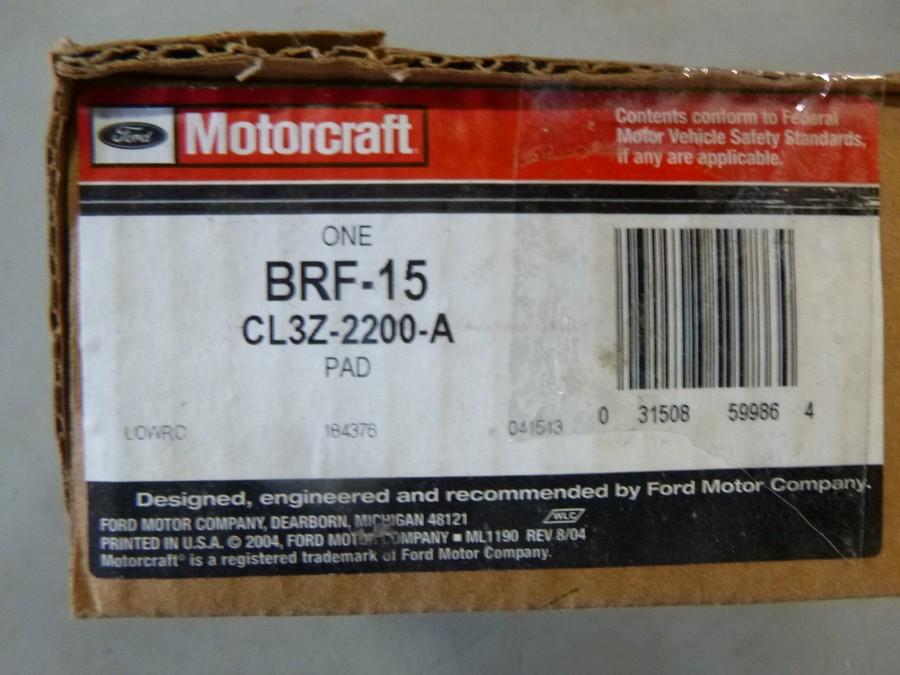 Ford
Motorcraft
Contents conform to Federal
Motor Vehicle Safety Standards,
if any are applicable.
ONE
BRF-15
CL3Z-2200-A
PAD
184376
041513
0 31508 59986 4
Designed, engineered and recommended by Ford Motor Company.
FORD MOTOR COMPANY, DEARBORN, MICHIGAN 48121
WLC
PRINTED IN U.S.A. © 2004, FORD MOTOR COMPANY ■ ML1190 REV.8/04
Motorcraft® is a registered trademark of Ford Motor Company.